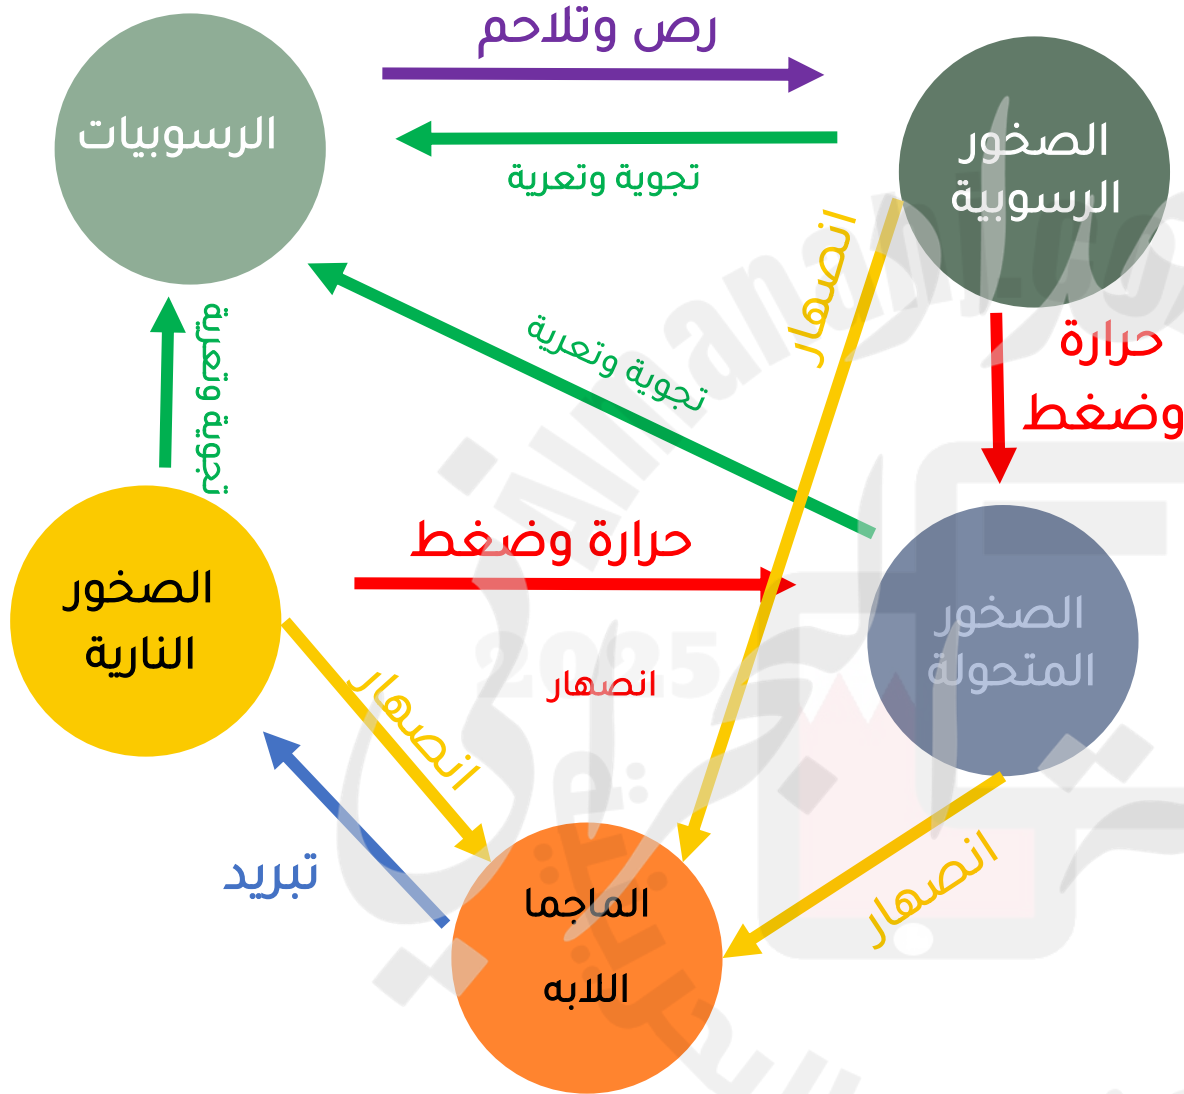 رص وتلاحم
الرسوبيات
الصخور
الرسوبية
تجوية وتعرية
انصهار
حرارة
وضغط
تجوية وتعرية
تجوية وتعرية
حرارة وضغط
الصخور
النارية
الصخور
المتحولة
انصهار
انصهار
2025
تبريد
انصهار
الماجما
اللابه